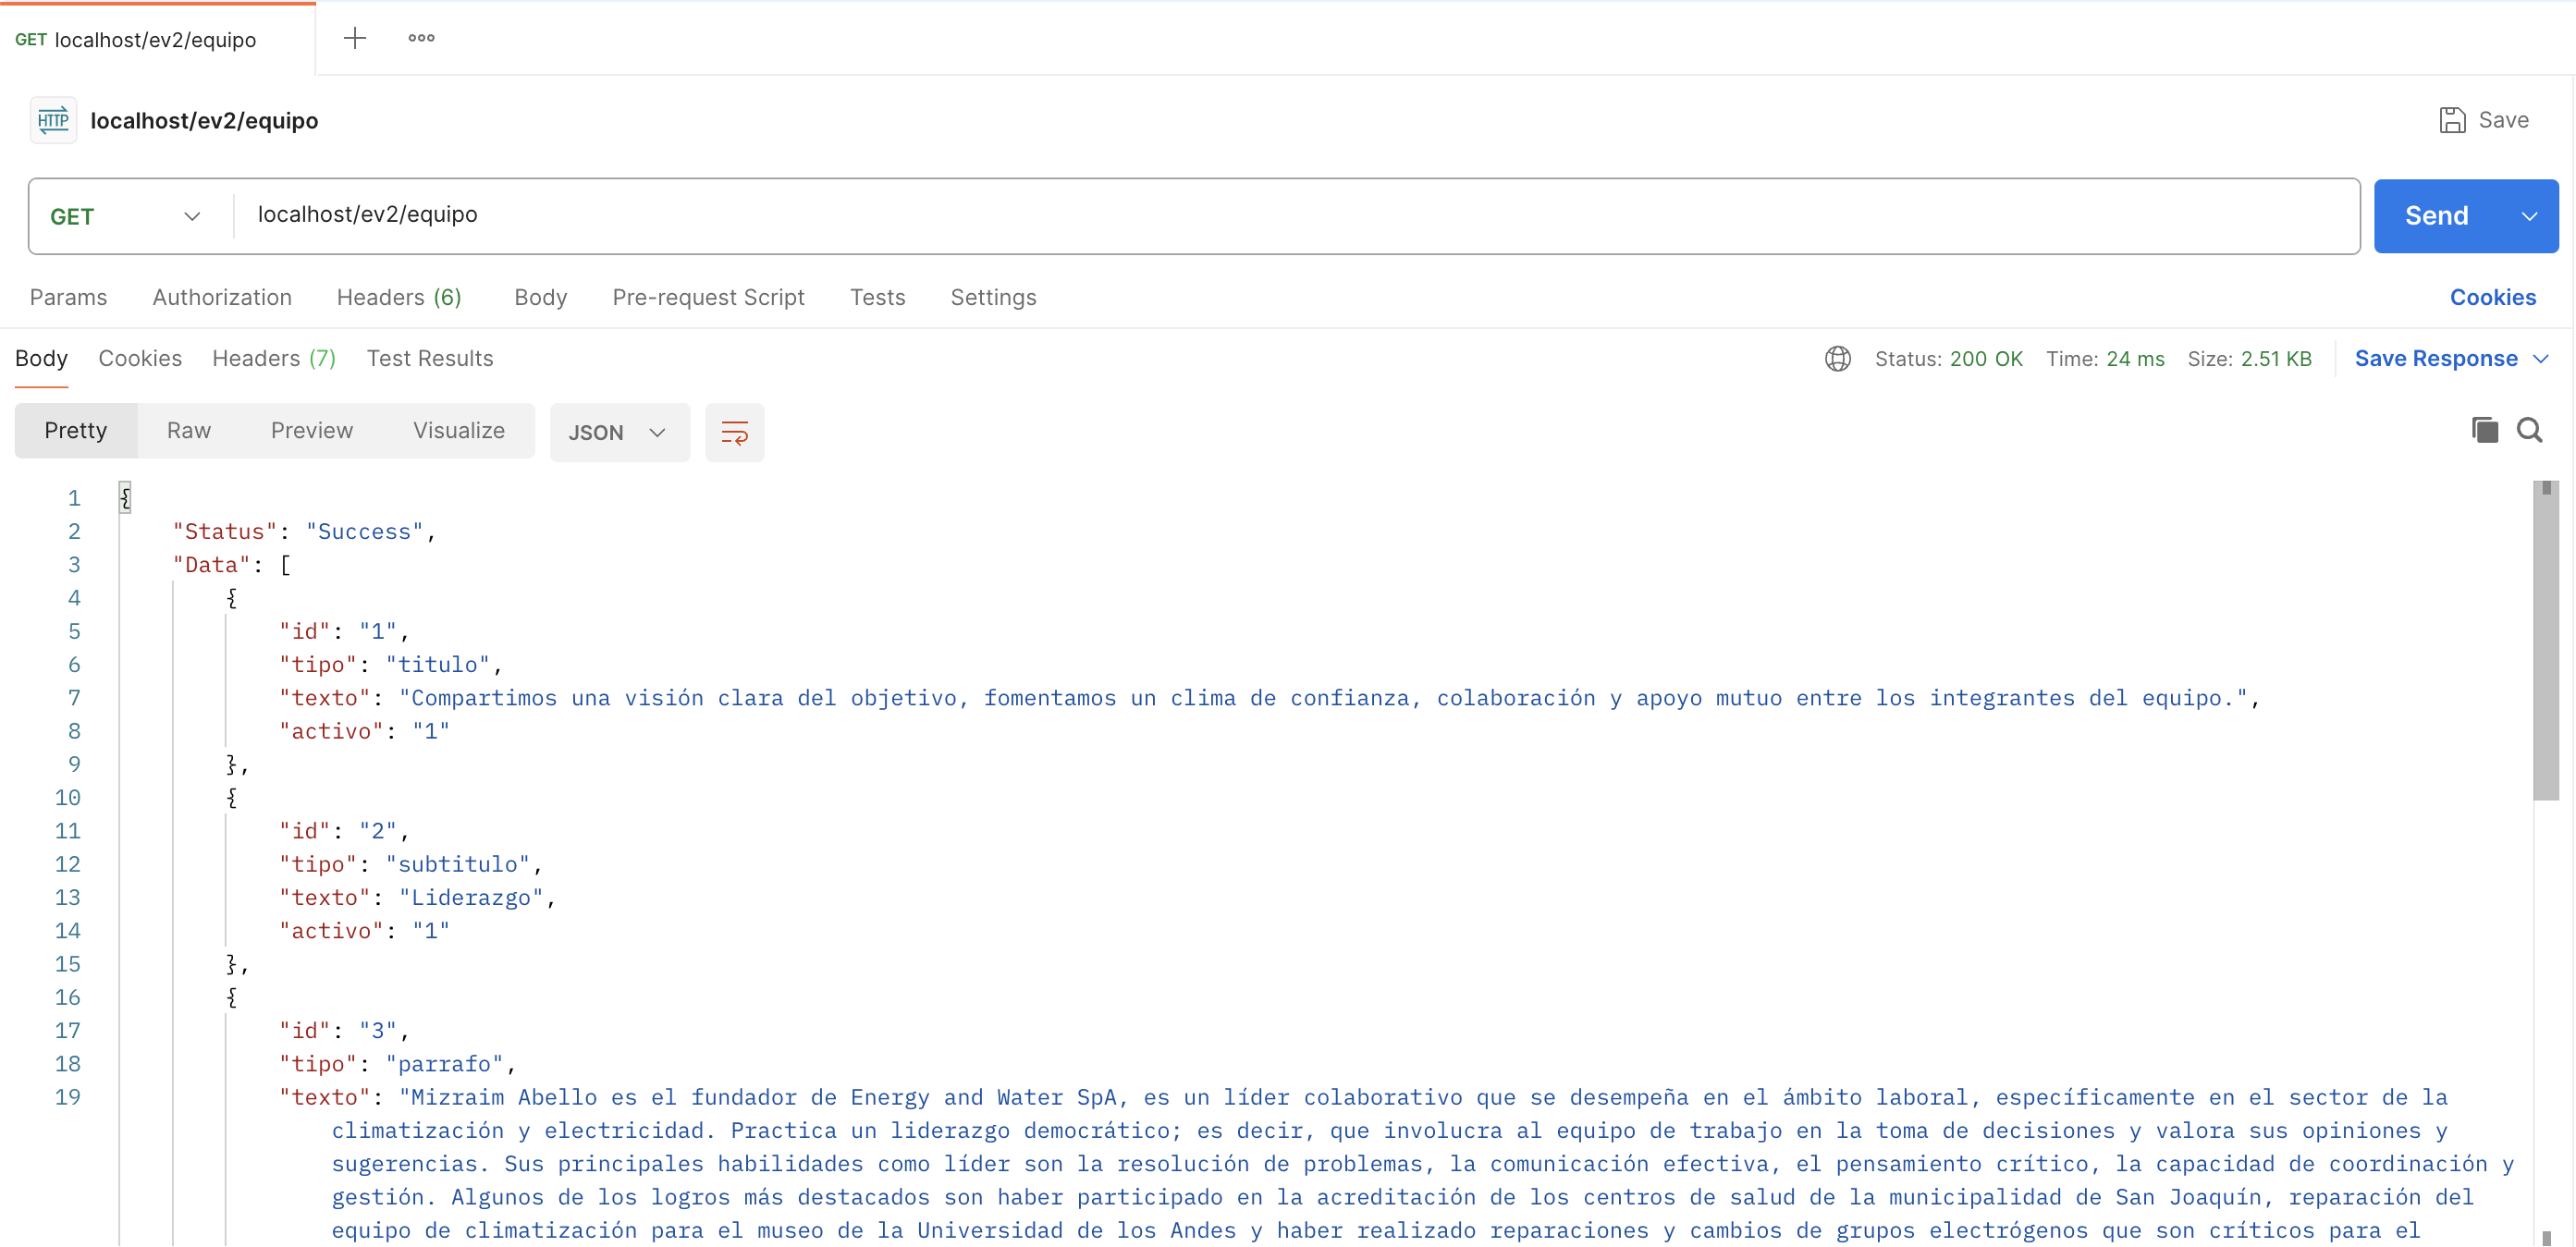 GET localhost/ev2/equipo
HTTP localhost/ev2/equipo Save
GET localhost/ev2/equipo Send
Params Authorization Headers (6) Body Pre-request Script Tests Settings Cookies
Body Cookies Headers (7) Test Results Status: 200 OK Time: 24 ms Size: 2.51 KB Save Response
Pretty Raw Preview Visualize JSON
1 {
2 "Status": "Success",
3 "Data": [
4 {
5 "id": "1",
6 "tipo": "titulo",
7 "texto": "Compartimos una visión clara del objetivo, fomentamos un clima de confianza, colaboración y apoyo mutuo entre los integrantes del equipo.",
8 "activo": "1"
9 },
10 {
11 "id": "2",
12 "tipo": "subtitulo",
13 "texto": "Liderazgo",
14 "activo": "1"
15 },
16 {
17 "id": "3",
18 "tipo": "parrafo",
19 "texto": "Mizraim Abello es el fundador de Energy and Water SpA, es un líder colaborativo que se desempeña en el ámbito laboral, específicamente en el sector de la
climatización y electricidad. Practica un liderazgo democrático; es decir, que involucra al equipo de trabajo en la toma de decisiones y valora sus opiniones y
sugerencias. Sus principales habilidades como líder son la resolución de problemas, la comunicación efectiva, el pensamiento crítico, la capacidad de coordinación y
gestión. Algunos de los logros más destacados son haber participado en la acreditación de los centros de salud de la municipalidad de San Joaquín, reparación del
equipo de climatización para el museo de la Universidad de los Andes y haber realizado reparaciones y cambios de grupos electrógenos que son críticos para el